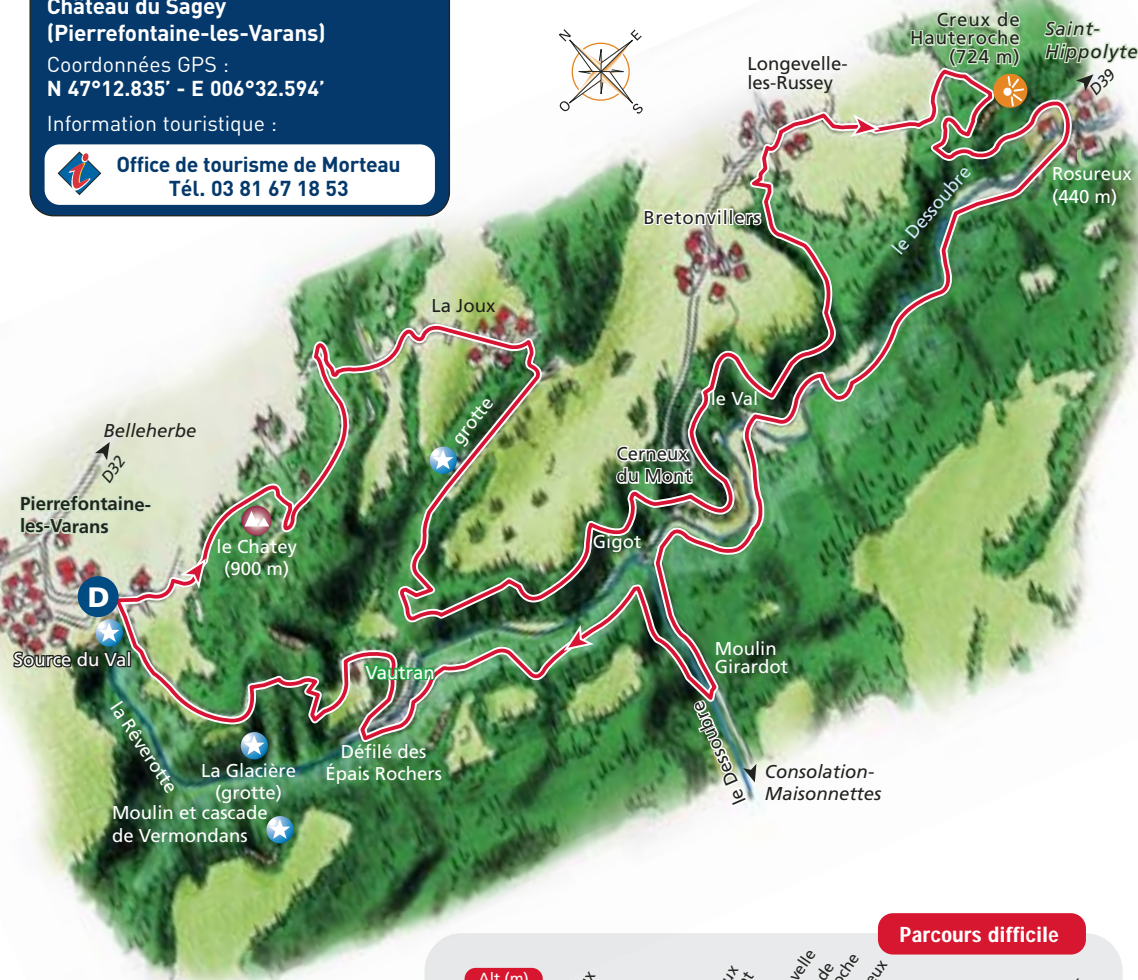 Château du Sagey
(Pierrefontaine-les-Varans)
Coordonnées GPS :
N 47°12.835’ - E 006°32.594’
Information touristique :
i
Office de tourisme de Morteau
Tél. 03 81 67 18 53
N
E
O
S
Creux de
Hauteroche
(724 m)
Saint-
Hippolyte
D39
Longevelle-
les-Russey
Rosureux
(440 m)
le Dessoubre
Bretonvillers
La Joux
grotte
le Val
Cerneux
du Mont
Belleherbe
D32
Pierrefontaine-
les-Varans
le Chatey
(900 m)
Gigot
D
Source du Val
Vautran
Moulin
Girardot
la Rêverotte
La Glacière
(grotte)
Défilé des
Épais Rochers
le Dessoubre
Consolation-
Maisonnettes
Moulin et cascade
de Vermondans
Parcours difficile
Alt (m)